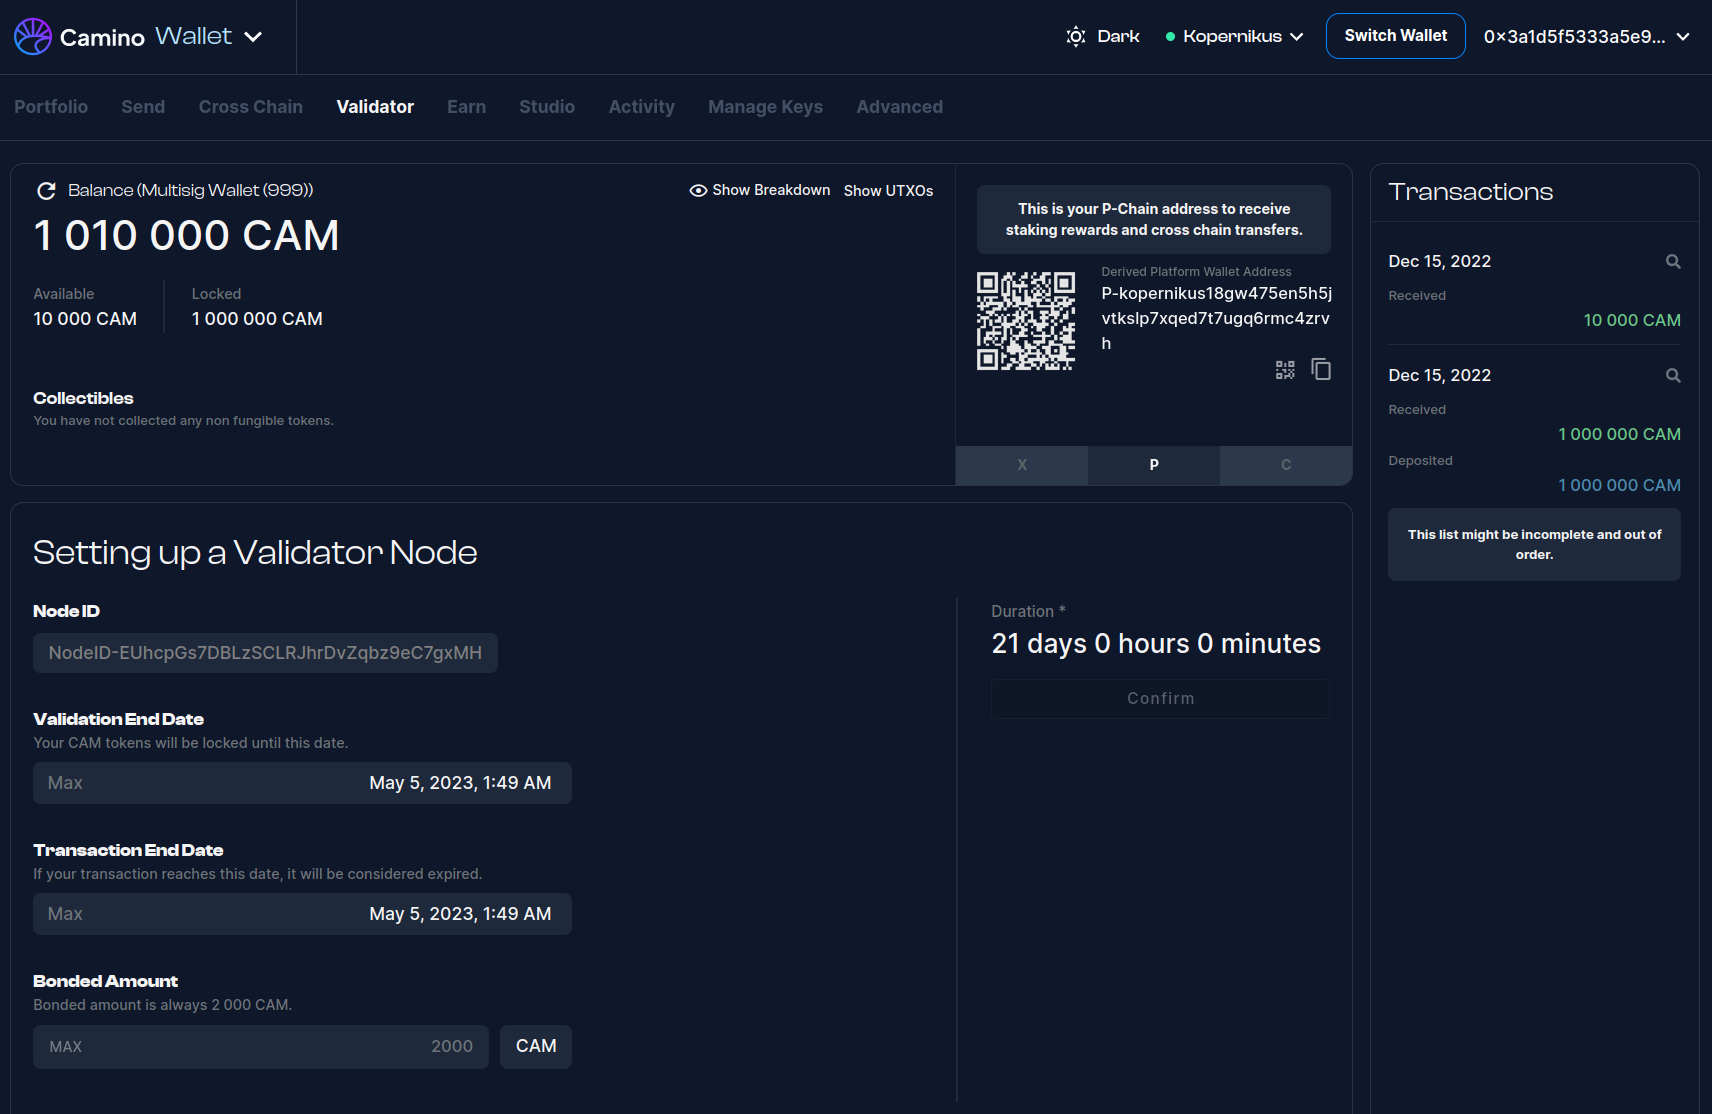 Camino Wallet
Dark
Kopernikus
Switch Wallet
0x3a1d5f5333a5e9...
Portfolio Send Cross Chain Validator Earn Studio Activity Manage Keys Advanced
Balance (Multisig Wallet (999))
Show Breakdown
Show UTXOs
1 010 000 CAM
Available
10 000 CAM
Locked
1 000 000 CAM
Collectibles
You have not collected any non fungible tokens.
This is your P-Chain address to receive
staking rewards and cross chain transfers.
Derived Platform Wallet Address
P-kopernikus18gw475en5h5j
vtkslp7xqed7t7ugq6rmc4zrv
h
X P C
Transactions
Dec 15, 2022
Received
10 000 CAM
Dec 15, 2022
Received
1 000 000 CAM
Deposited
1 000 000 CAM
This list might be incomplete and out of
order.
Setting up a Validator Node
Node ID
NodeID-EUhcpGs7DBLzSCLRJhrDvZqbz9eC7gxMH
Validation End Date
Your CAM tokens will be locked until this date.
Max May 5, 2023, 1:49 AM
Transaction End Date
If your transaction reaches this date, it will be considered expired.
Max May 5, 2023, 1:49 AM
Bonded Amount
Bonded amount is always 2 000 CAM.
MAX 2000 CAM
Duration *
21 days 0 hours 0 minutes
Confirm